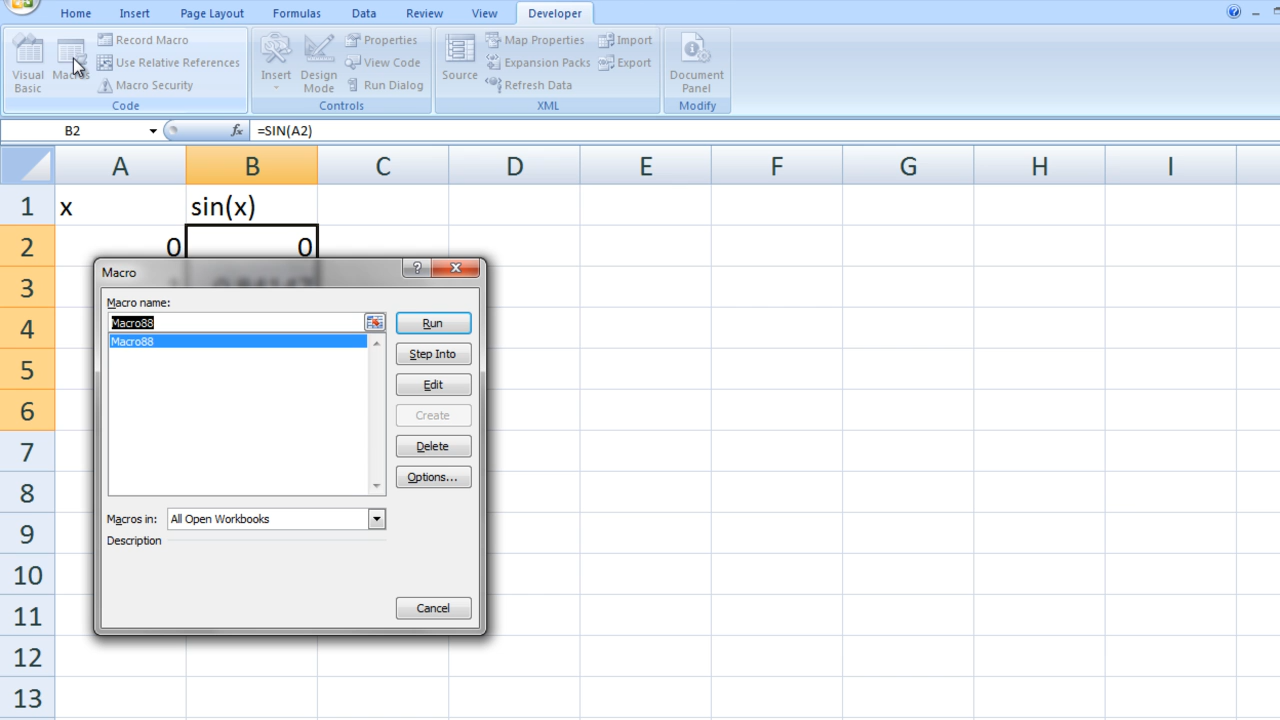 Home Insert Page Layout Formulas Data Review View Developer
Visual Basic
Macros
Record Macro
Use Relative References
Macro Security
Code
Insert
Design Mode
Properties
View Code
Run Dialog
Controls
Source
Map Properties
Expansion Packs
Refresh Data
Import
Export
XML
Document Panel
Modify
B2 fx =SIN(A2)
A B C D E F G H I
1 x sin(x)
2 0 0
3
4
5
6
7
8
9
10
11
12
13
Macro
?
Macro name:
Macro88
Macro88
Run
Step Into
Edit
Create
Delete
Options...
Macros in: All Open Workbooks
Description
Cancel